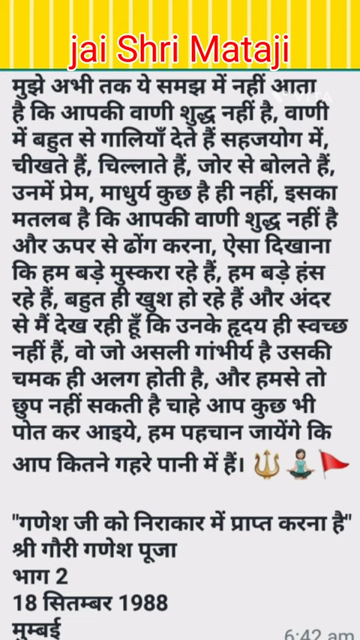 jai Shri Mataji
मुझे अभी तक ये समझ में नहीं आता
है कि आपकी वाणी शुद्ध नहीं है, वाणी
में बहुत से गालियाँ देते हैं सहजयोग में,
चीखते हैं, चिल्लाते हैं, जोर से बोलते हैं,
उनमें प्रेम, माधुर्य कुछ है ही नहीं, इसका
मतलब है कि आपकी वाणी शुद्ध नहीं है
और ऊपर से ढोंग करना, ऐसा दिखाना
कि हम बड़े मुस्करा रहे हैं, हम बड़े हंस
रहे हैं, बहुत ही खुश हो रहे हैं और अंदर
से मैं देख रही हूँ कि उनके हृदय ही स्वच्छ
नहीं हैं, वो जो असली गांभीर्य है उसकी
चमक ही अलग होती है, और हमसे तो
छुप नहीं सकती है चाहे आप कुछ भी
पोत कर आइये, हम पहचान जायेंगे कि
आप कितने गहरे पानी में हैं। 🔱🧘🚩
"गणेश जी को निराकार में प्राप्त करना है"
श्री गौरी गणेश पूजा
भाग 2
18 सितम्बर 1988
मुम्बई
6:42 am